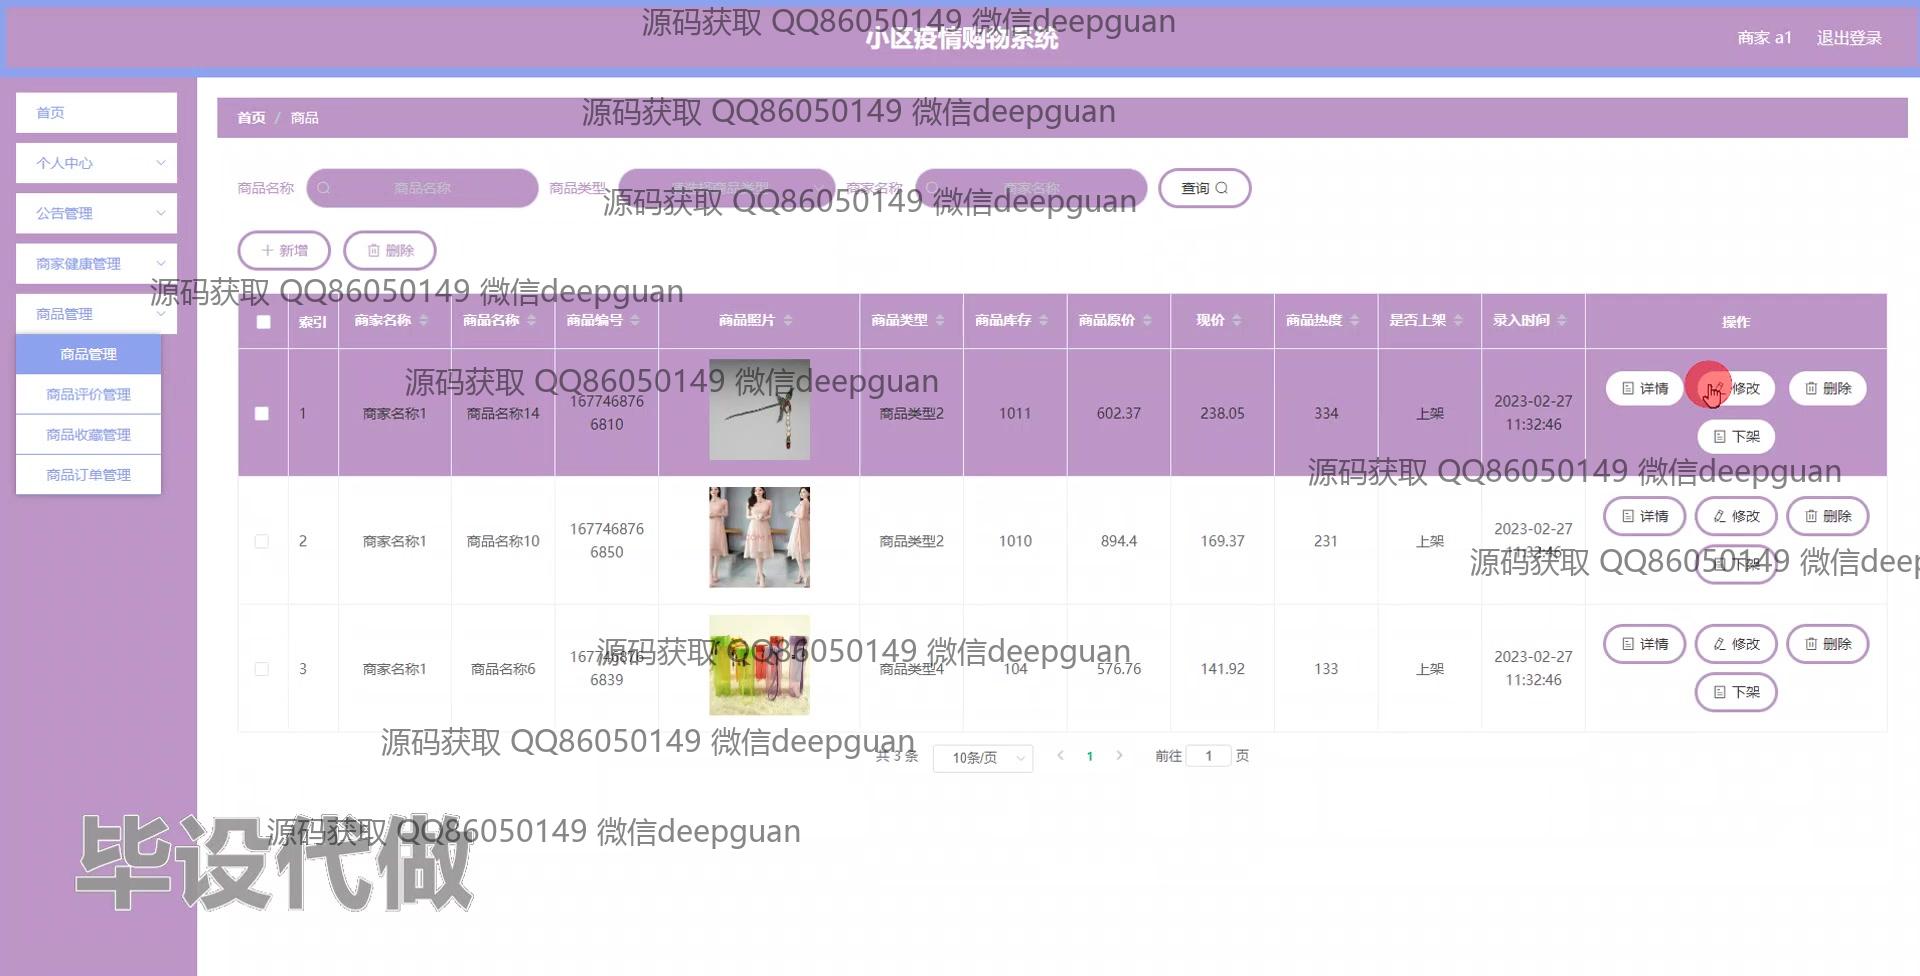 源码获取 QQ86050149 微信deepguan
小区疫情购物系统
商家 a1 退出登录
首页
个人中心
公告管理
商家健康管理
商品管理
商品管理
商品评价管理
商品收藏管理
商品订单管理
首页 / 商品
源码获取 QQ86050149 微信deepguan
商品名称 商品名称 商品类型 请选择商品类型 商家名称 商家名称 查询
源码获取 QQ86050149 微信deepguan
新增 删除
源码获取 QQ86050149 微信deepguan
索引 商家名称 商品名称 商品编号 商品照片 商品类型 商品库存 商品原价 现价 商品热度 是否上架 录入时间 操作
源码获取 QQ86050149 微信deepguan
1 商家名称1 商品名称14 167746876 商品类型2 1011 602.37 238.05 334 上架 2023-02-27 详情 修改 删除
6810 11:32:46 下架
源码获取 QQ86050149 微信deepguan
2 商家名称1 商品名称10 167746876 商品类型2 1010 894.4 169.37 231 上架 2023-02-27 详情 修改 删除
6850 11:32:46 下架
源码获取 QQ86050149 微信deep
3 商家名称1 商品名称6 167746876 商品类型4 104 576.76 141.92 133 上架 2023-02-27 详情 修改 删除
6839 11:32:46 下架
源码获取 QQ86050149 微信deepguan
源码获取 QQ86050149 微信deepguan
共 3 条 10条/页 1 前往 1 页
源码获取 QQ86050149 微信deepguan
毕设代做